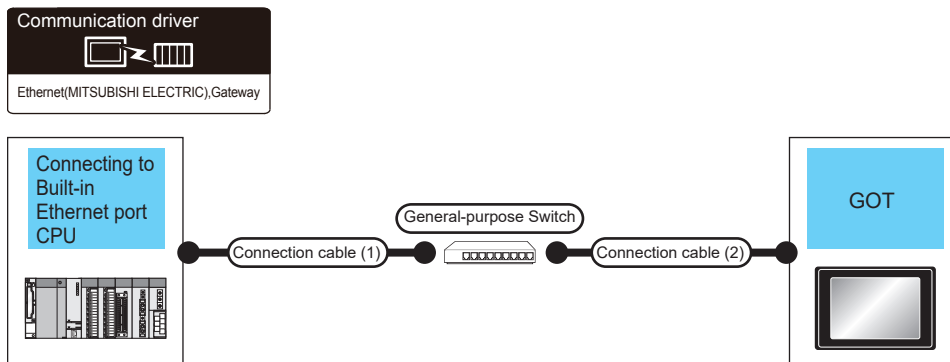 Communication driver
Ethernet(MITSUBISHI ELECTRIC),Gateway
Connecting to
Built-in
Ethernet port
CPU
Connection cable (1)
General-purpose Switch
Connection cable (2)
GOT